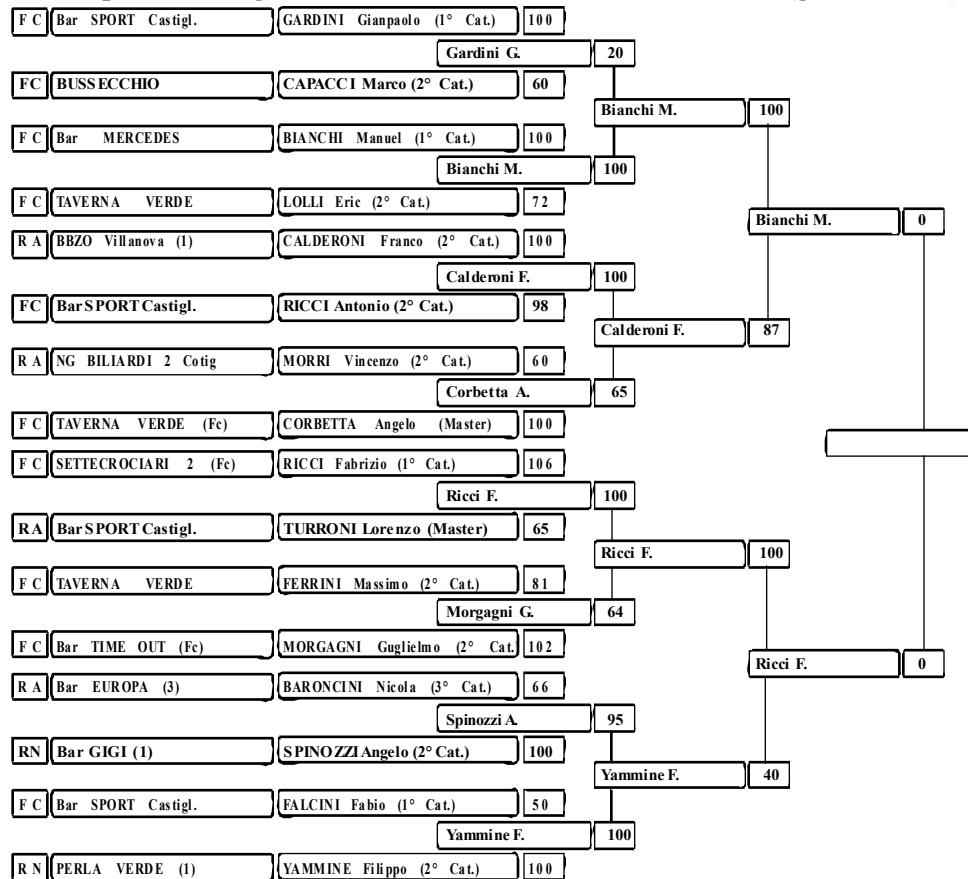 F C Bar SPORT Castigl. GARDINI Gianpaolo (1° Cat.) 100
Gardini G. 20
FC BUSSECCHIO CAPACCI Marco (2° Cat.) 60
Bianchi M. 100
F C Bar MERCEDES BIANCHI Manuel (1° Cat.) 100
Bianchi M. 100
F C TAVERNA VERDE LOLLI Eric (2° Cat.) 72
Bianchi M. 0
R A BBZO Villanova (1) CALDERONI Franco (2° Cat.) 100
Calderoni F. 100
FC Bar SPORT Castigl. RICCI Antonio (2° Cat.) 98
Calderoni F. 87
R A NG BILIARDI 2 Cotig MORRI Vincenzo (2° Cat.) 60
Corbetta A. 65
F C TAVERNA VERDE (Fc) CORBETTA Angelo (Master) 100
F C SETTECROCIARI 2 (Fc) RICCI Fabrizio (1° Cat.) 106
Ricci F. 100
RA Bar SPORT Castigl. TURRONI Lorenzo (Master) 65
Ricci F. 100
F C TAVERNA VERDE FERRINI Massimo (2° Cat.) 81
Morgagni G. 64
F C Bar TIME OUT (Fc) MORGAGNI Guglielmo (2° Cat. 102
Ricci F. 0
R A Bar EUROPA (3) BARONCINI Nicola (3° Cat.) 66
Spinozzi A. 95
RN Bar GIGI (1) SPINOZZI Angelo (2° Cat.) 100
Yammine F. 40
F C Bar SPORT Castigl. FALCINI Fabio (1° Cat.) 50
Yammine F. 100
R N PERLA VERDE (1) YAMMINE Filippo (2° Cat.) 100